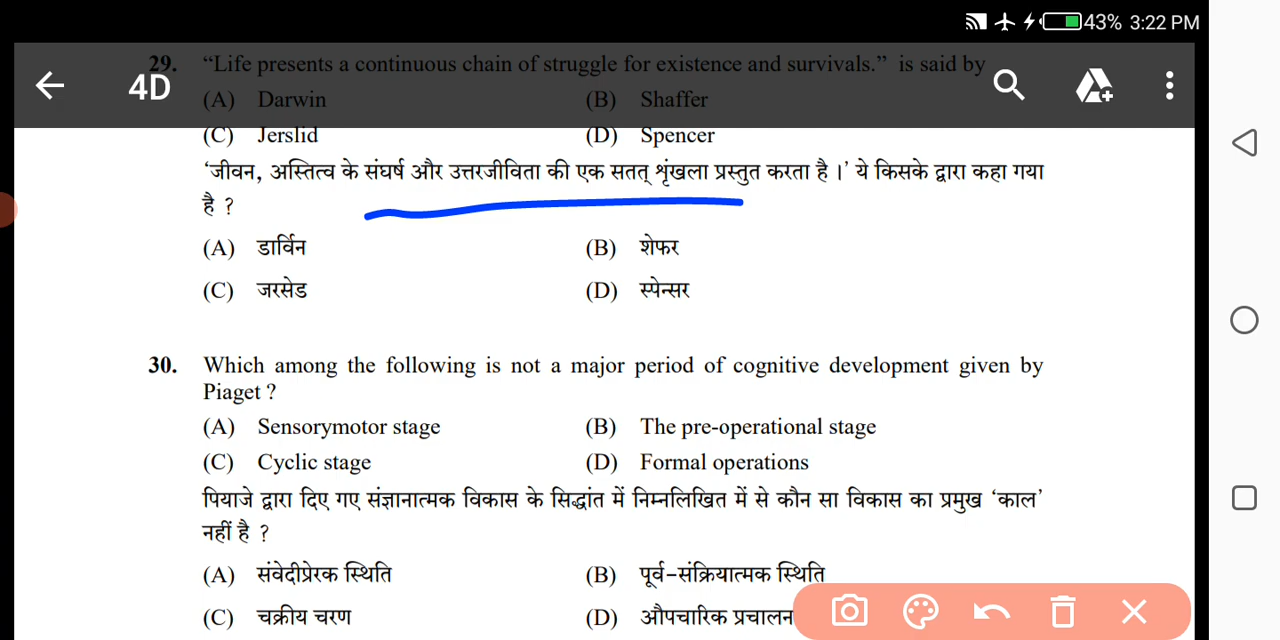 43% 3:22 PM
29. “Life presents a continuous chain of struggle for existence and survivals.” is said by
4D
(A) Darwin (B) Shaffer
(C) Jerslid (D) Spencer
‘जीवन, अस्तित्व के संघर्ष और उत्तरजीविता की एक सतत् शृंखला प्रस्तुत करता है ।’ ये किसके द्वारा कहा गया
है ?
(A) डार्विन (B) शेफर
(C) जरसेड (D) स्पेन्सर
30. Which among the following is not a major period of cognitive development given by
Piaget ?
(A) Sensorymotor stage (B) The pre-operational stage
(C) Cyclic stage (D) Formal operations
पियाजे द्वारा दिए गए संज्ञानात्मक विकास के सिद्धांत में निम्नलिखित में से कौन सा विकास का प्रमुख ‘काल’
नहीं है ?
(A) संवेदीप्रेरक स्थिति (B) पूर्व-संक्रियात्मक स्थिति
(C) चक्रीय चरण (D) औपचारिक प्रचालन